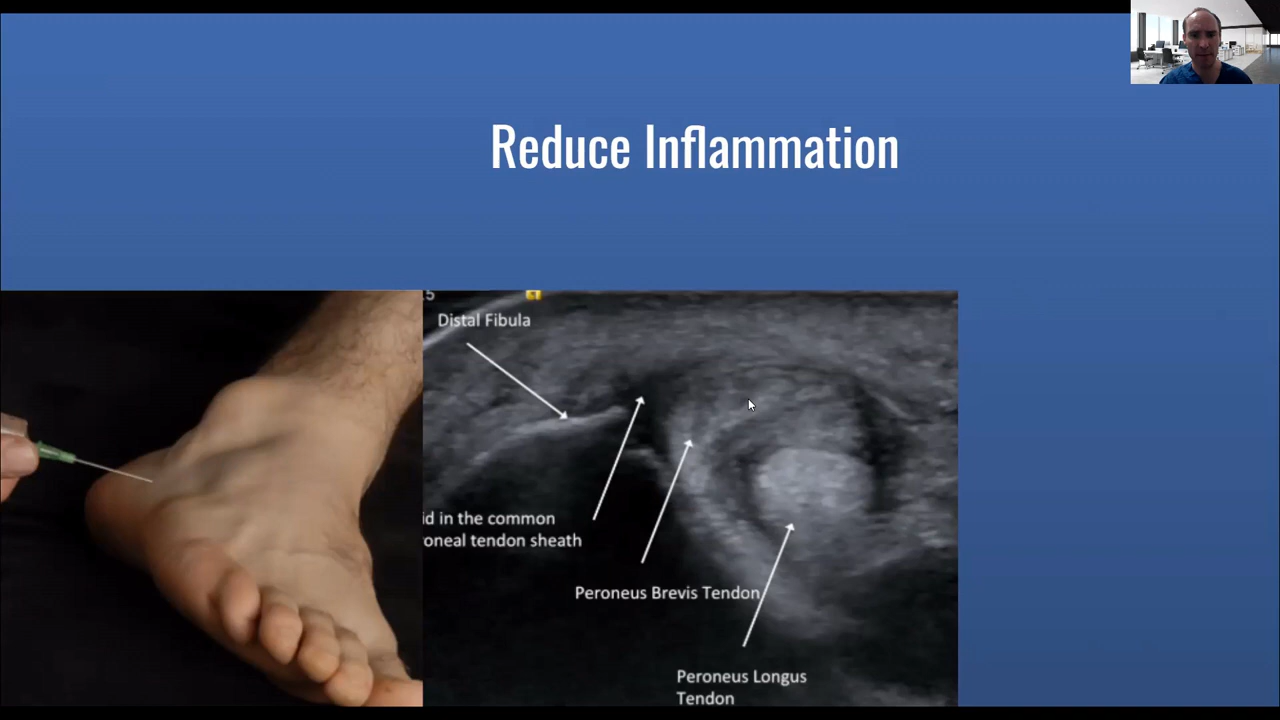 Reduce Inflammation
.5
Distal Fibula
id in the common
oneal tendon sheath
Peroneus Brevis Tendon
Peroneus Longus
Tendon